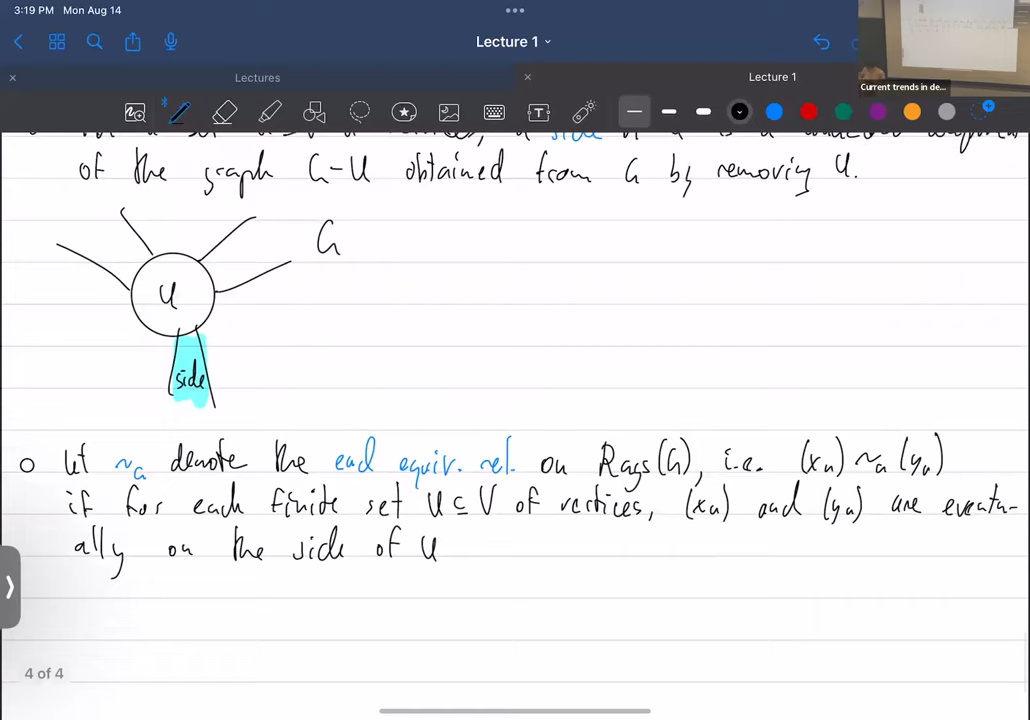 3:19 PM Mon Aug 14
Lecture 1
Lectures
Lecture 1
Current trends in de...
side
of the graph G-U obtained from G by removing U.
G
U
side
Let ~G denote the end equiv. rel. on Rays(G), i.e. (xn) ~G (yn)
if for each finite set U⊆V of vertices, (xn) and (yn) are eventu-
ally on the side of U
4 of 4